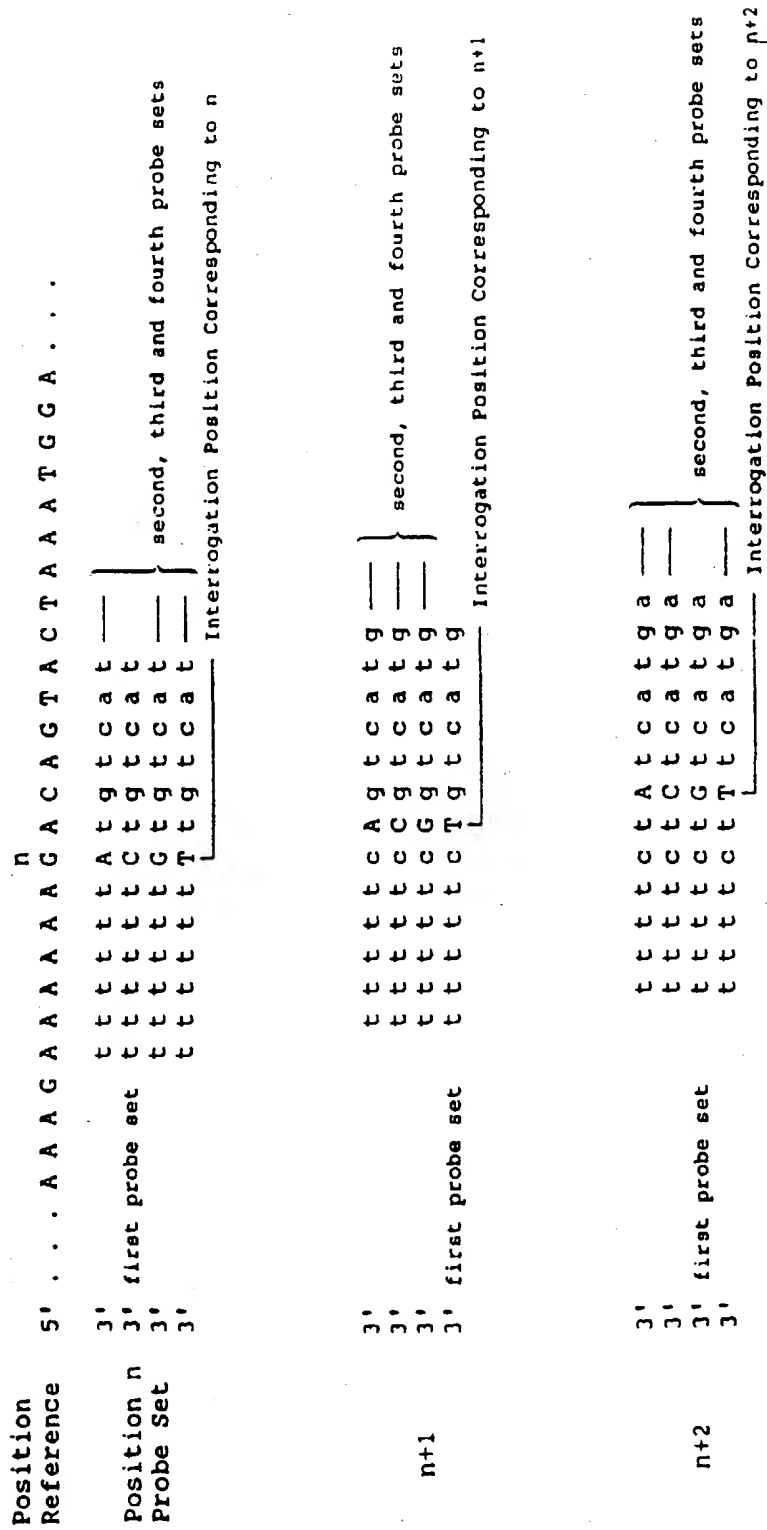 Position n
Reference 5' . . . . A A A G A A A A A A G A C A G T A C T A A A T G G A . . .
Position n 3' t t t t t t A t g t c a t
Probe Set 3' first probe set t t t t t t C t g t c a t
3' t t t t t t G t g t c a t second, third and fourth probe sets
3' t t t t t t T t g t c a t
Interrogation Position Corresponding to n
3' t t t t t c A g t c a t g
3' t t t t t c C g t c a t g second, third and fourth probe sets
n+1 3' t t t t t c G g t c a t g
3' first probe set t t t t t c T g t c a t g
Interrogation Position Corresponding to n+1
3' t t t t c t A t c a t g a
3' t t t t c t C t c a t g a
n+2 3' first probe set t t t t c t G t c a t g a second, third and fourth probe sets
3' t t t t c t T t c a t g a
Interrogation Position Corresponding to n+2